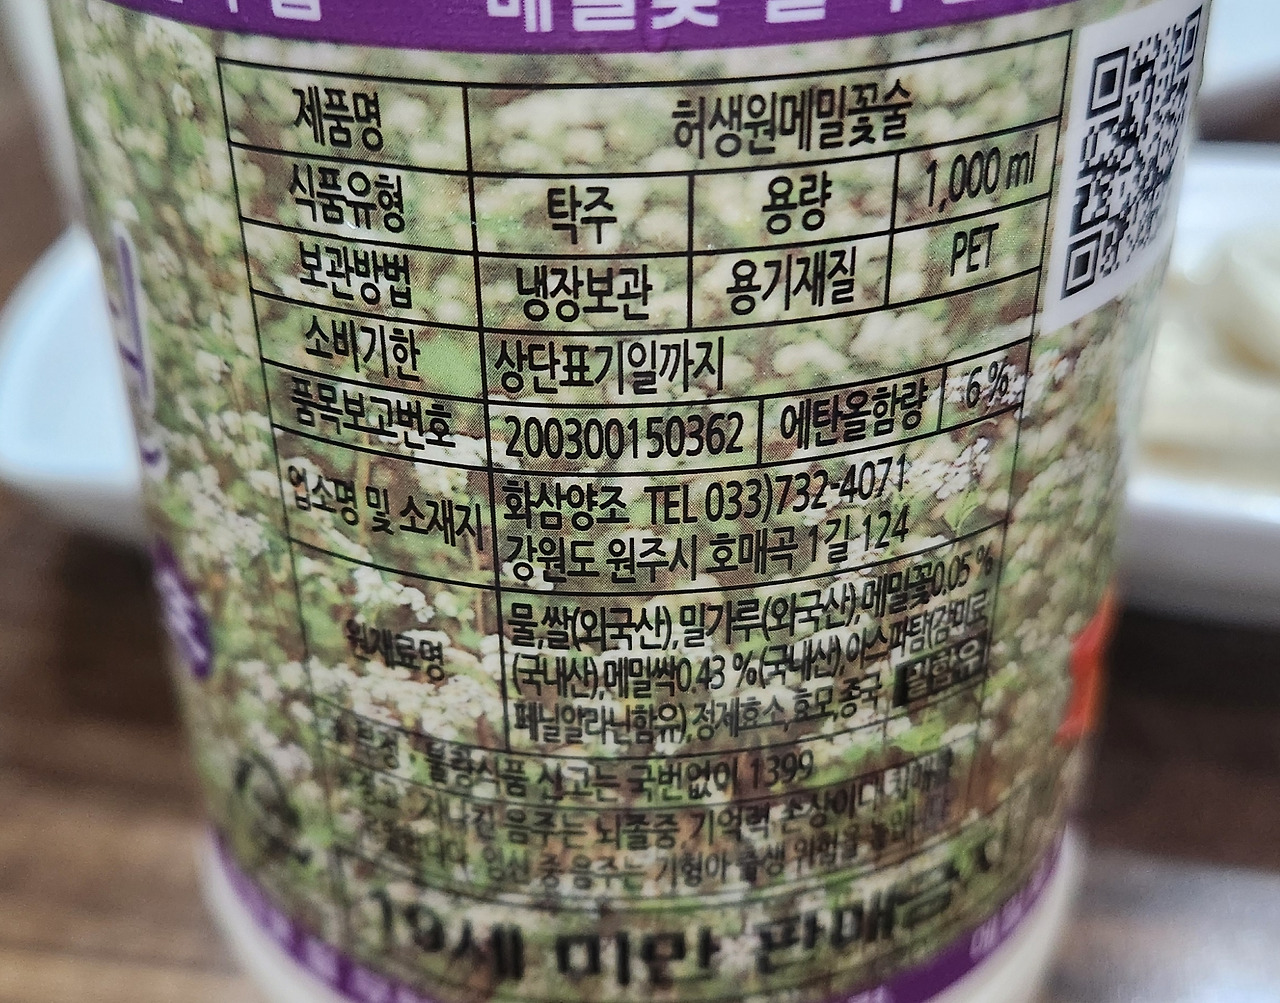 메밀꽃
제품명 허생원메밀꽃술
식품유형 탁주 용량 1,000 ml
보관방법 냉장보관 용기재질 PET
소비기한 상단표기일까지
품목보고번호 200300150362 에탄올함량 6 %
업소명 및 소재지 화삼양조 TEL 033)732-4071
강원도 원주시 호매곡 1길 124
원재료명 물,쌀(외국산),밀가루(외국산),메밀꽃0.05 %
(국내산),메밀싹0.43 %(국내산),아스파탐(감미료
페닐알라닌함유),정제효소,효모,종국 밀함유
부정·불량식품 신고는 국번없이 1399
경고 : 지나친 음주는 뇌졸중, 기억력 손상이나 치매를
임신 중 음주는 기형아 출생 위험을 높입니다
19세 미만 판매금지